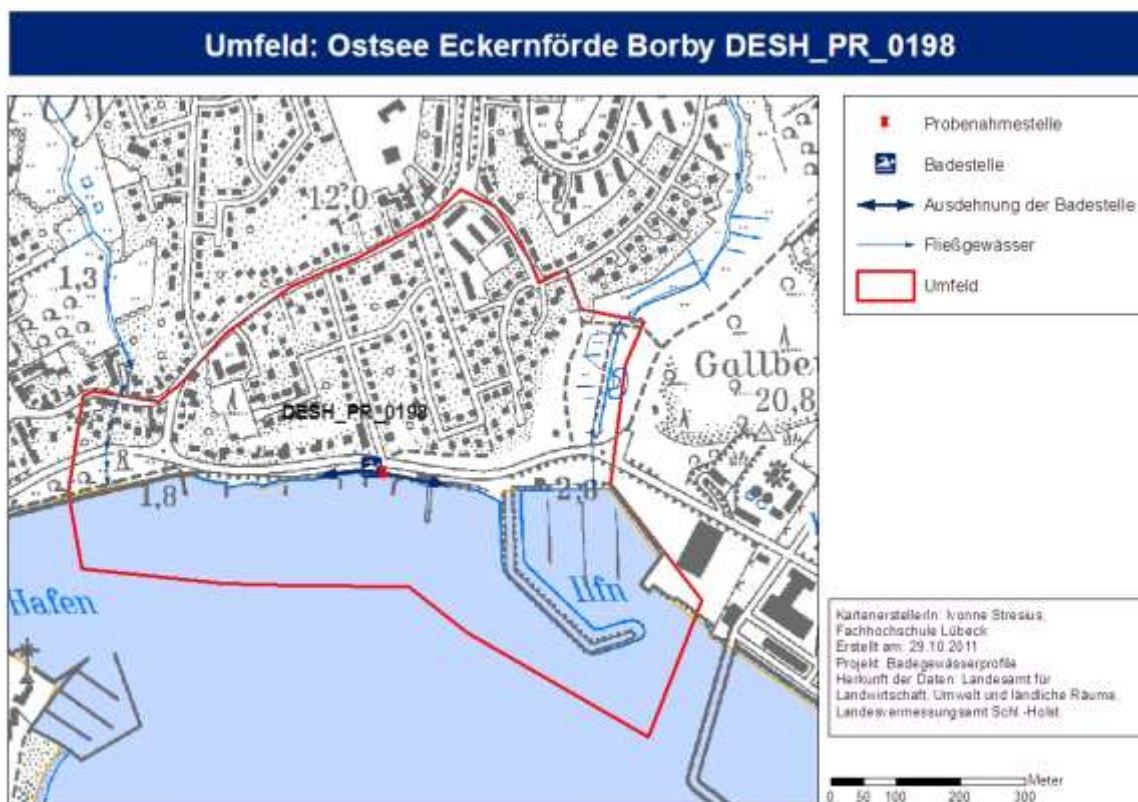 Umfeld: Ostsee Eckernförde Borby DESH_PR_0198
Probenahmestelle
Badestelle
Ausdehnung der Badestelle
Fließgewässer
Umfeld
12,0
1,3
Gallbe
20,8
DESH_PR_0198
1,8
2,0
Hfn
Hafen
KartenerstellerIn: Ivonne Stresius,
Fachhochschule Lübeck
Erstellt am: 29.10.2011
Projekt: Badegewässerprofile
Herkunft der Daten: Landesamt für
Landwirtschaft, Umwelt und ländliche Räume,
Landesvermessungsamt Schl.-Holst.
Meter
0 50 100 200 300